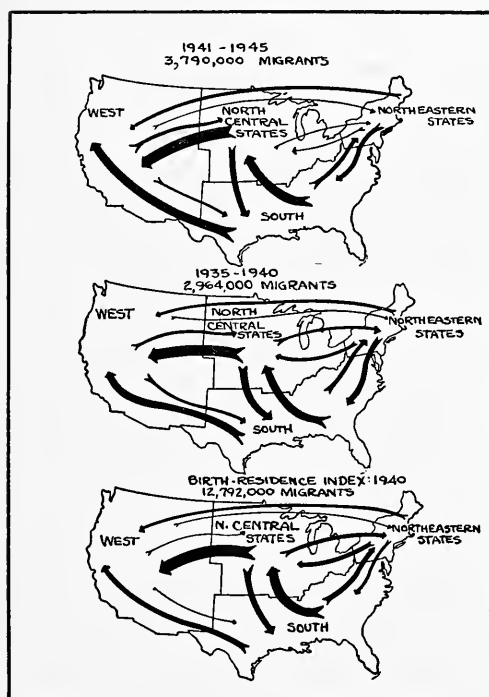 1941 - 1945
3,790,000 MIGRANTS
WEST
NORTH
CENTRAL
STATES
NORTHEASTERN
STATES
SOUTH
1935-1940
2,964,000 MIGRANTS
WEST
NORTH
CENTRAL STATES
NORTHEASTERN
STATES
SOUTH
BIRTH-RESIDENCE INDEX:1940
12,792,000 MIGRANTS
WEST
N. CENTRAL
STATES
NORTHEASTERN
STATES
SOUTH